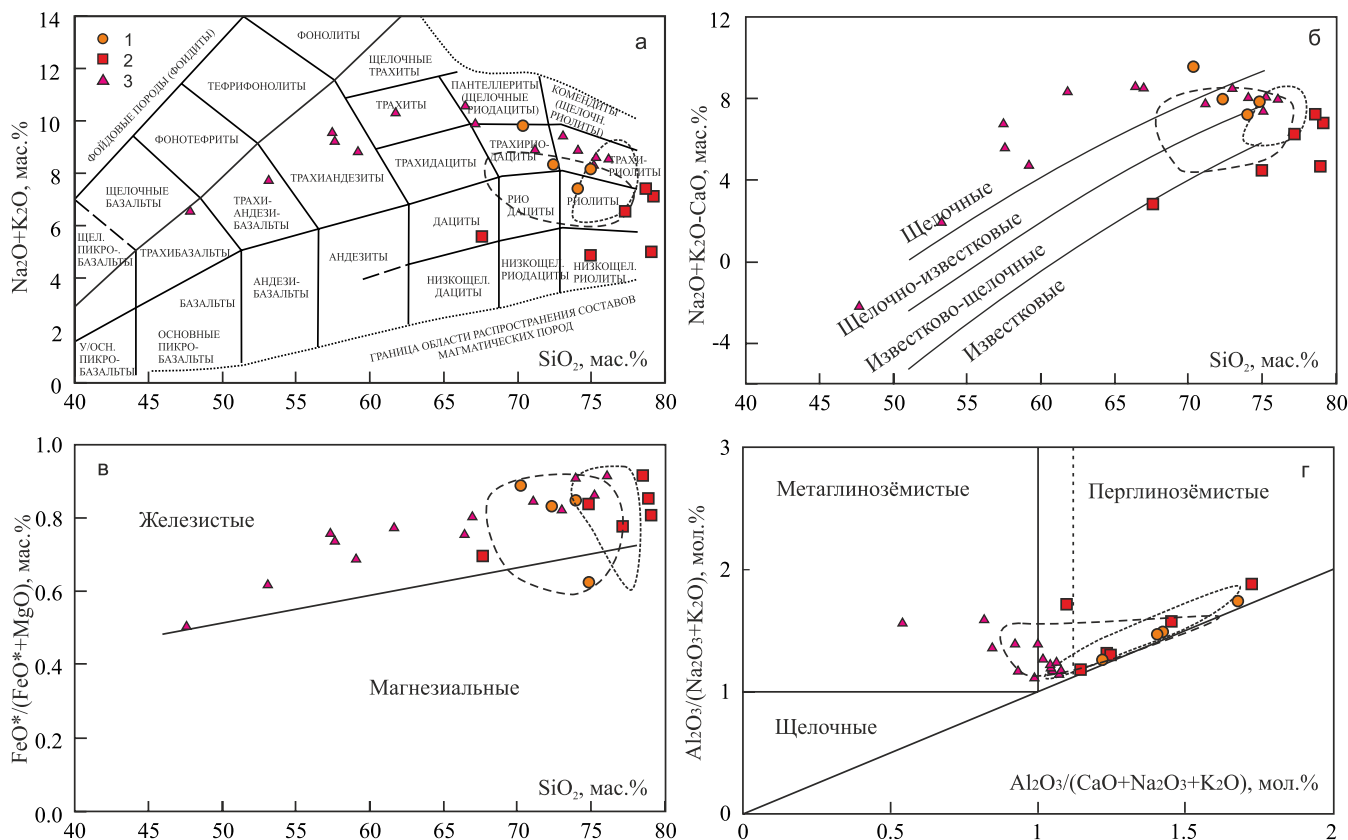 а
1
2
3
Na2O+K2O, мас.%
14
12
10
8
6
4
2
0
ФОЙДОВЫЕ ПОРОДЫ (ФОИДИТЫ)
ФОНОЛИТЫ
ТЕФРИФОНОЛИТЫ
ФОНОТЕФРИТЫ
ЩЕЛОЧНЫЕ
БАЗАЛЬТЫ
ЩЕЛ.
ПИКРО-
БАЗАЛЬТЫ
У/ОСН.
ПИКРО-
БАЗАЛЬТЫ
ОСНОВНЫЕ
ПИКРО-
БАЗАЛЬТЫ
ТРАХИБАЗАЛЬТЫ
БАЗАЛЬТЫ
ТРАХИ-
АНДЕЗИ-
БАЗАЛЬТЫ
АНДЕЗИ-
БАЗАЛЬТЫ
ТРАХИАНДЕЗИТЫ
АНДЕЗИТЫ
ЩЕЛОЧНЫЕ
ТРАХИТЫ
ТРАХИТЫ
ТРАХИДАЦИТЫ
ДАЦИТЫ
НИЗКОЩЕЛ.
ДАЦИТЫ
ПАНТЕЛЛЕРИТЫ
(ЩЕЛОЧНЫЕ
РИОДАЦИТЫ)
КОМЕНДИТЫ
(ЩЕЛОЧН.
РИОЛИТЫ)
ТРАХИРИО-
ДАЦИТЫ
ТРАХИ-
РИОЛИТЫ
РИО
ДАЦИТЫ
РИОЛИТЫ
НИЗКОЩЕЛ.
РИОДАЦИТЫ
НИЗКОЩЕЛ.
РИОЛИТЫ
ГРАНИЦА ОБЛАСТИ РАСПРОСТРАНЕНИЯ СОСТАВОВ
МАГМАТИЧЕСКИХ ПОРОД
SiO2, мас.%
40 45 50 55 60 65 70 75 80
б
Na2O+K2O-CaO, мас.%
12
8
4
0
-4
Щелочные
Щелочно-известковые
Известково-щелочные
Известковые
SiO2, мас.%
40 45 50 55 60 65 70 75 80
в
FeO*/(FeO*+MgO), мас.%
1.0
0.8
0.6
0.4
0.2
0.0
Железистые
Магнезиальные
SiO2, мас.%
40 45 50 55 60 65 70 75 80
г
Al2O3/(Na2O3+K2O), мол.%
3
2
1
0
Метаглинозёмистые
Перглинозёмистые
Щелочные
Al2O3/(CaO+Na2O3+K2O), мол.%
0 0.5 1 1.5 2